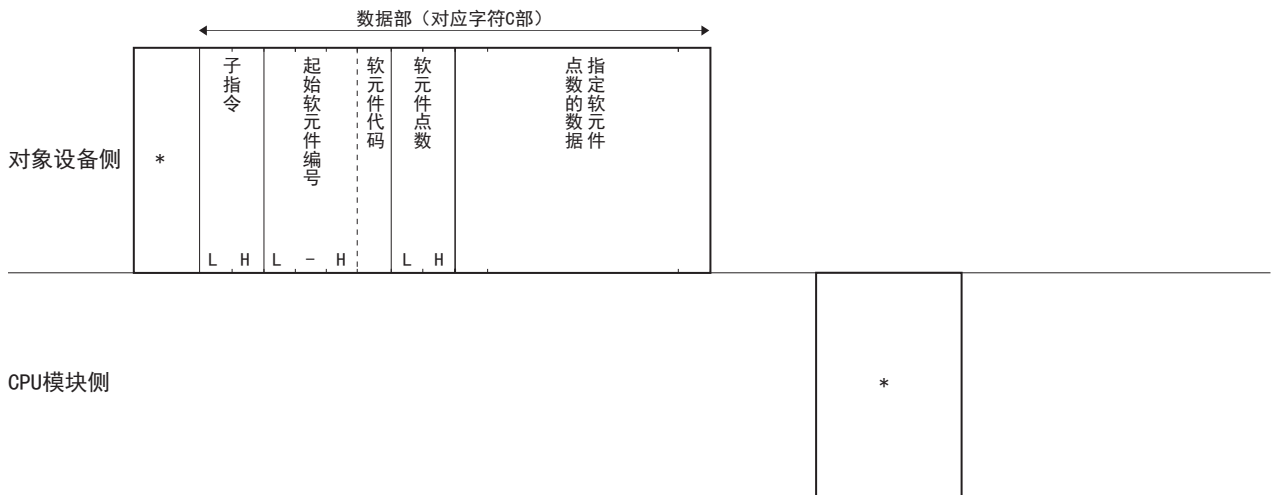 数据部（对应字符C部）
子指令
起始软元件编号
软元件代码
软元件点数
指定软元件
点数的数据
对象设备侧
*
L H L - H L H
CPU模块侧
*